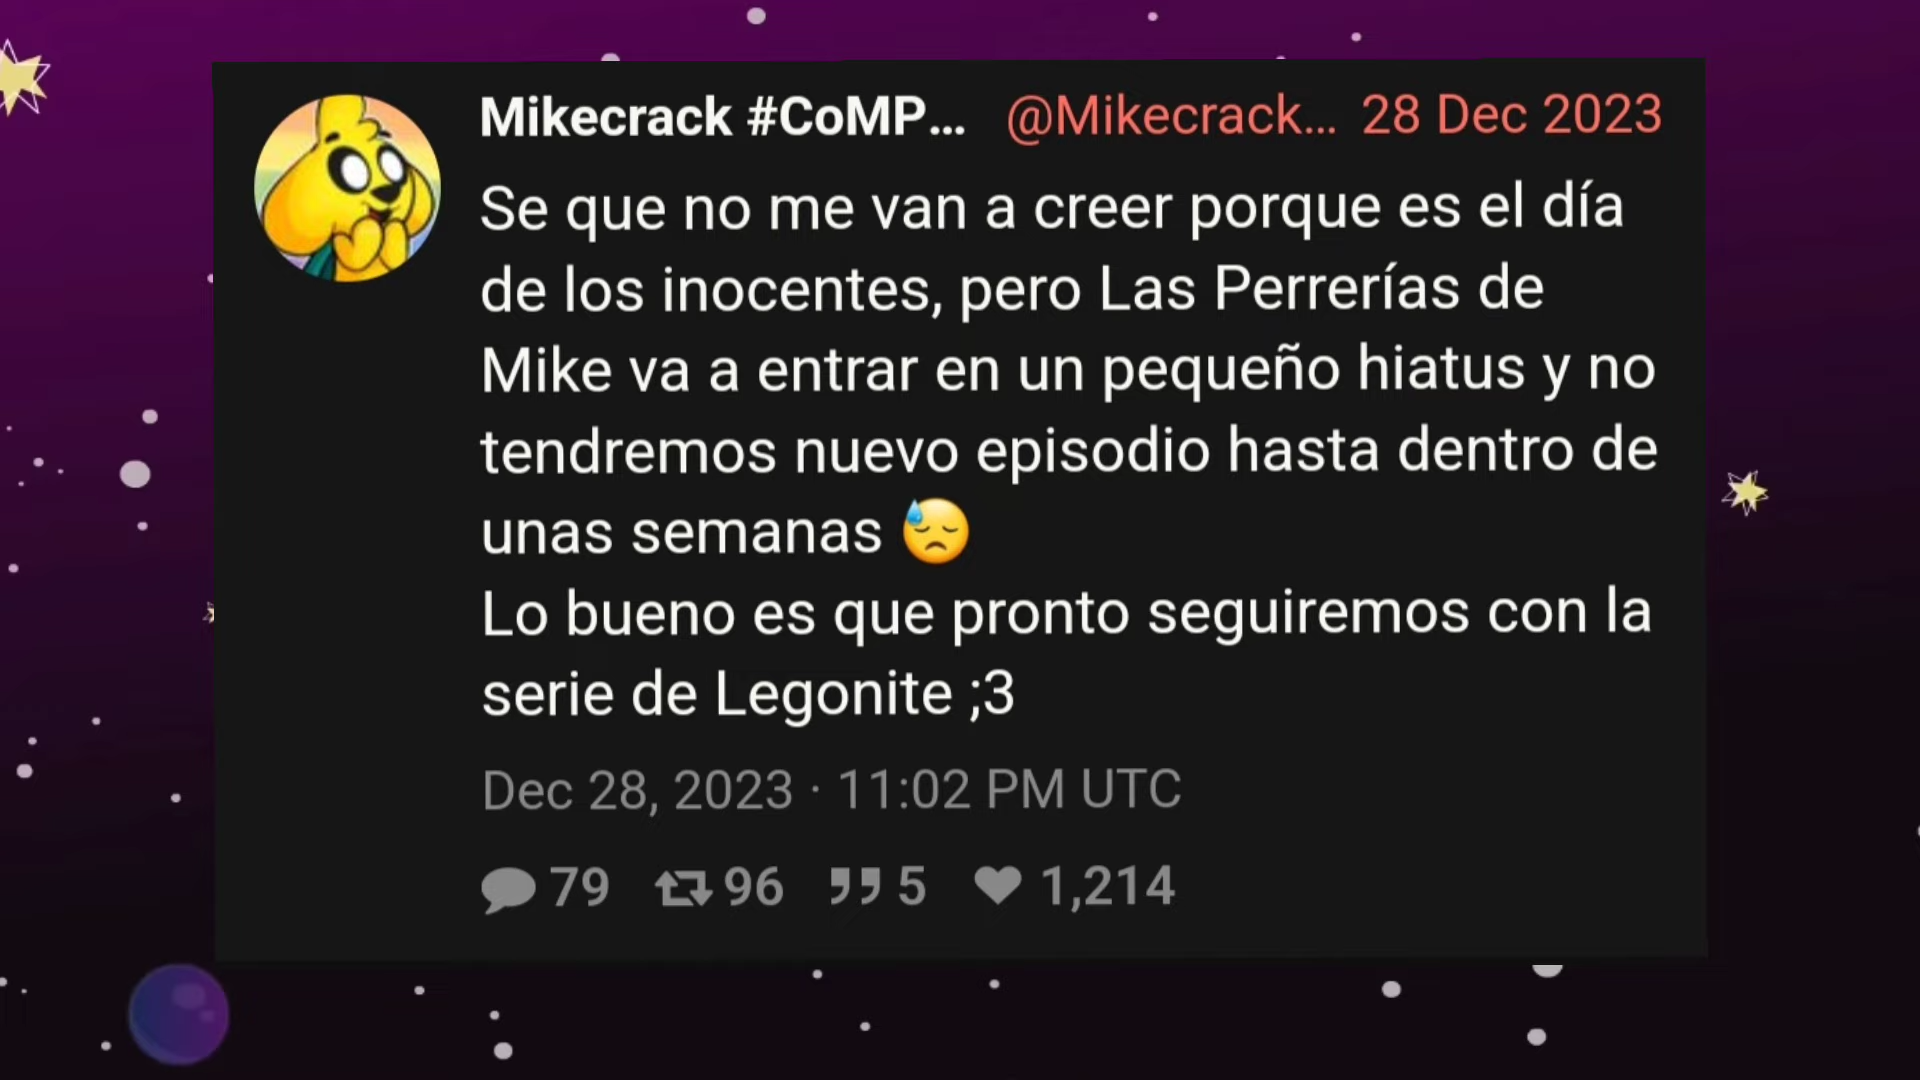 Mikecrack #CoMP... @Mikecrack... 28 Dec 2023
Se que no me van a creer porque es el día
de los inocentes, pero Las Perrerías de
Mike va a entrar en un pequeño hiatus y no
tendremos nuevo episodio hasta dentro de
unas semanas 😓
Lo bueno es que pronto seguiremos con la
serie de Legonite ;3
Dec 28, 2023 · 11:02 PM UTC
79 96 5 1,214